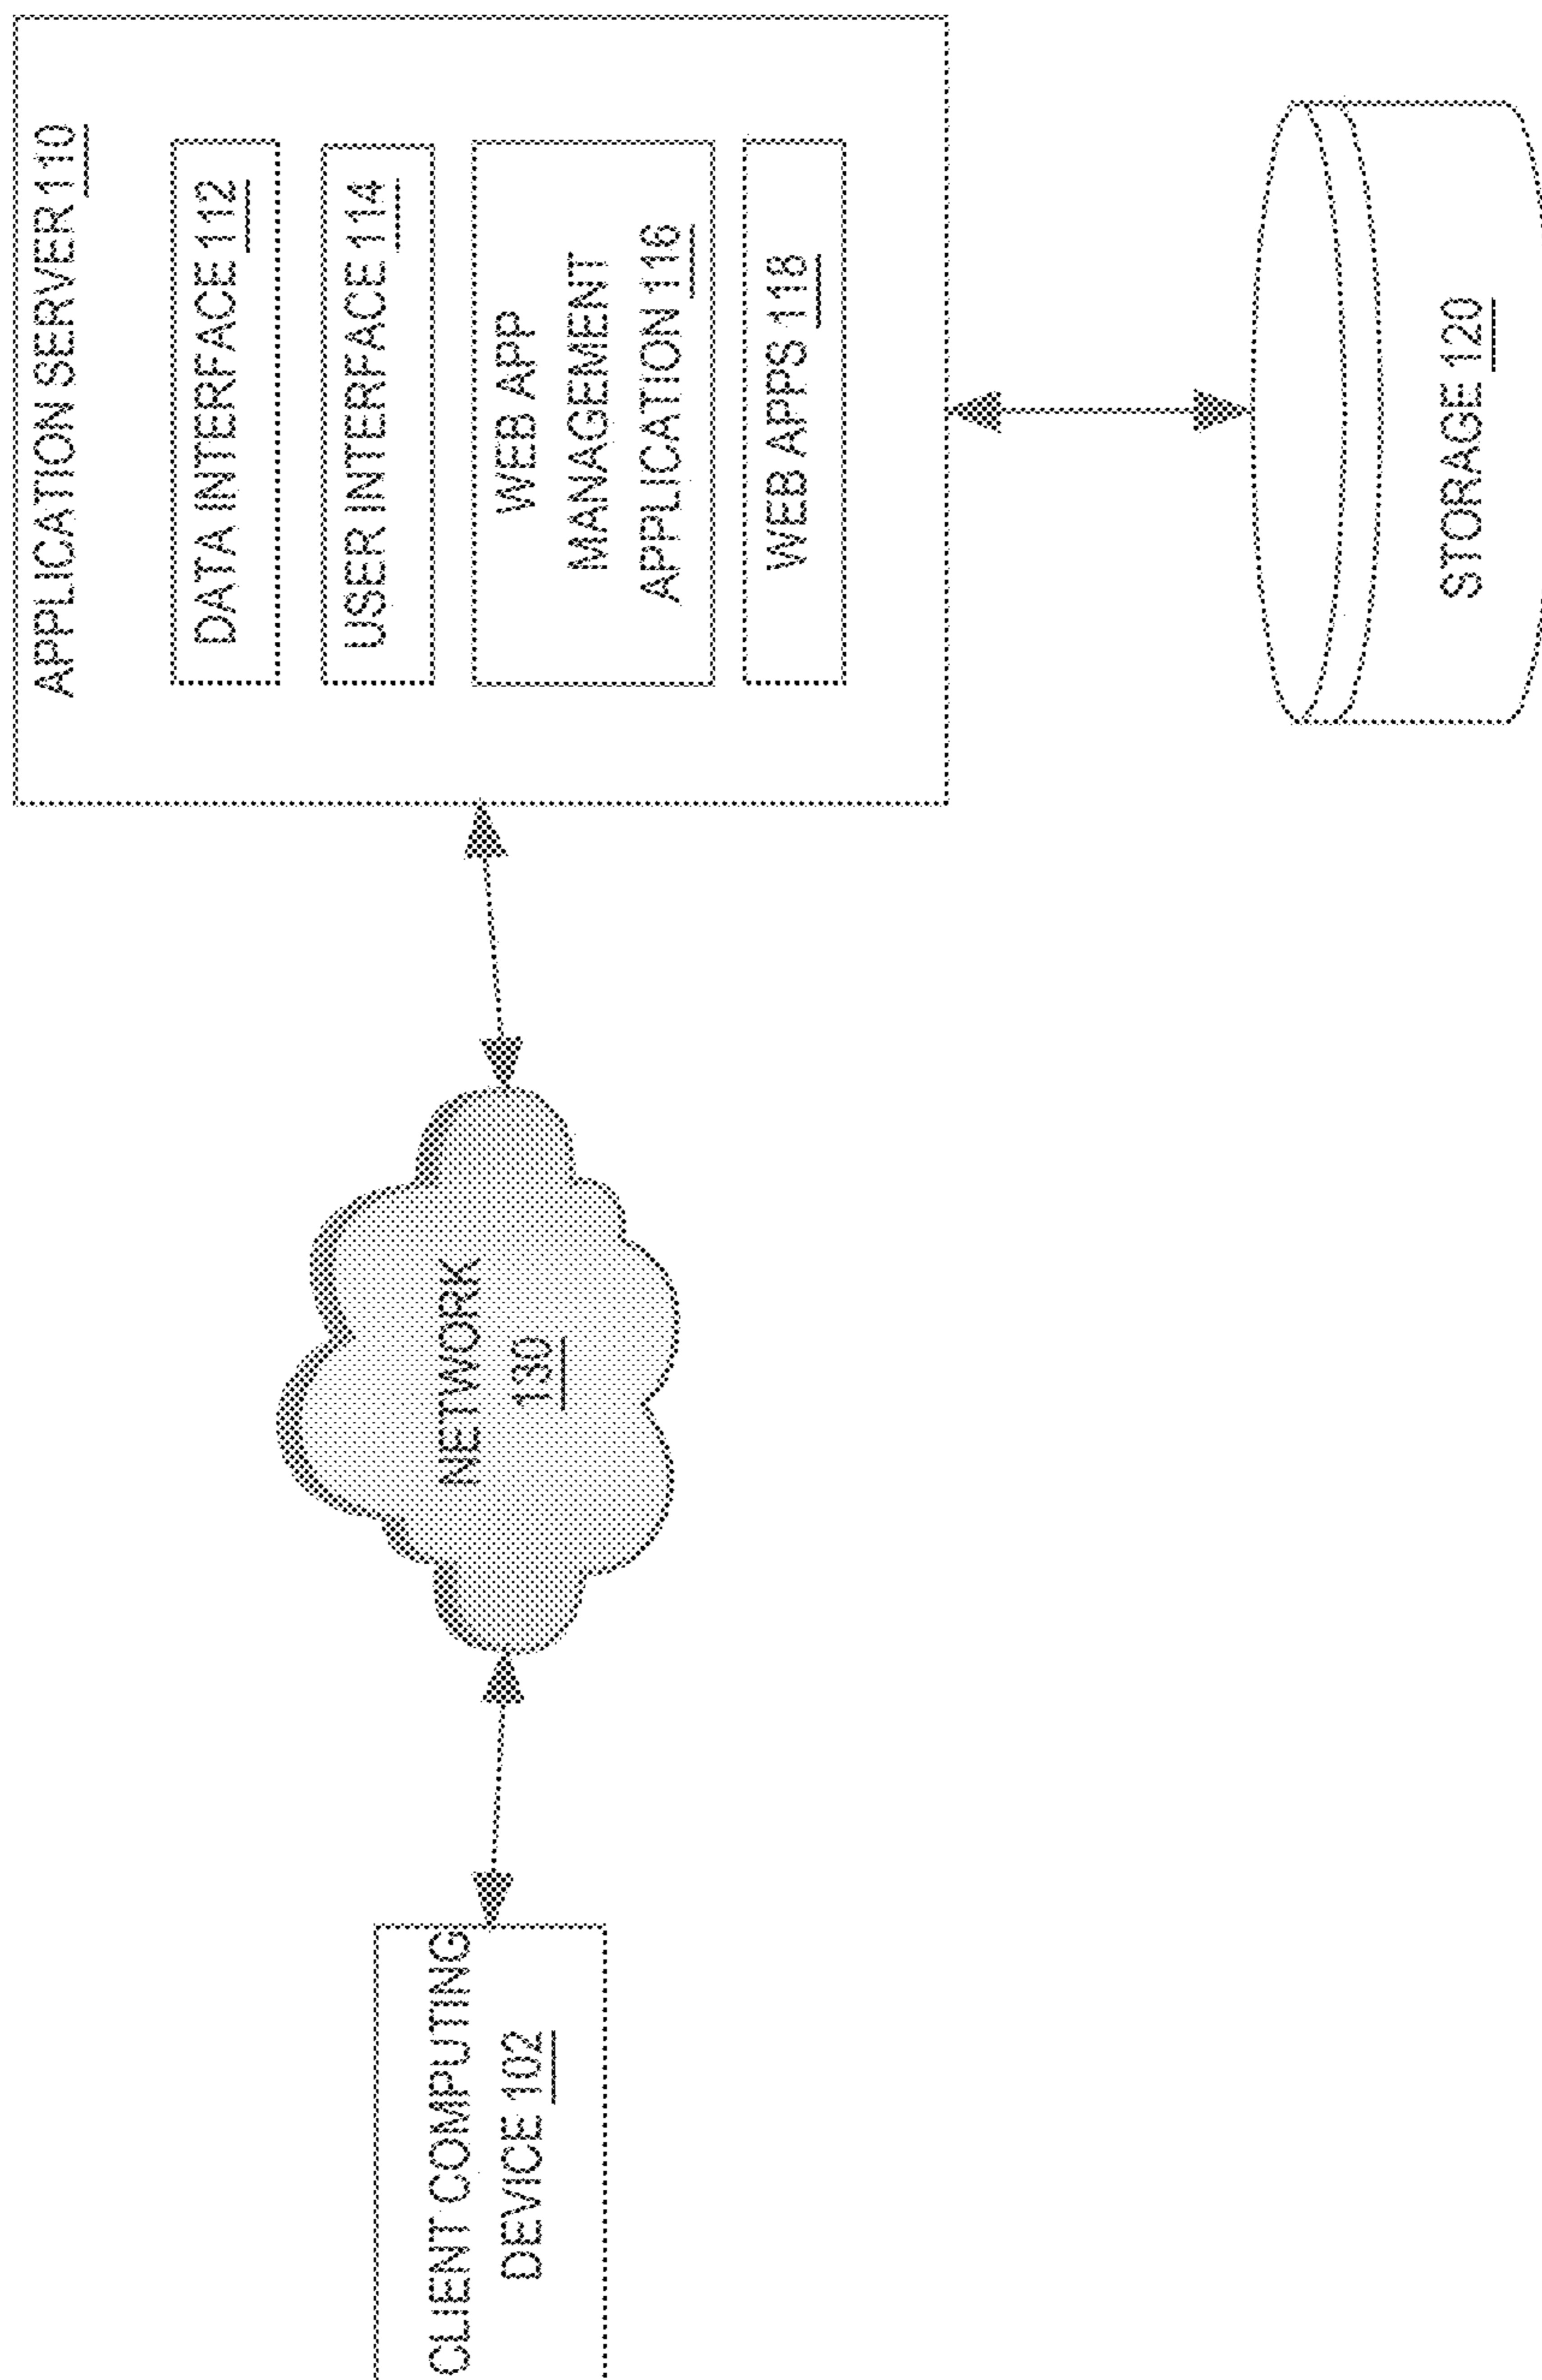 APPLICATION SERVER 110
DATA INTERFACE 112
USER INTERFACE 114
WEB APP
MANAGEMENT
APPLICATION 116
WEB APPS 118
NETWORK
130
CLIENT COMPUTING
DEVICE 102
STORAGE 120